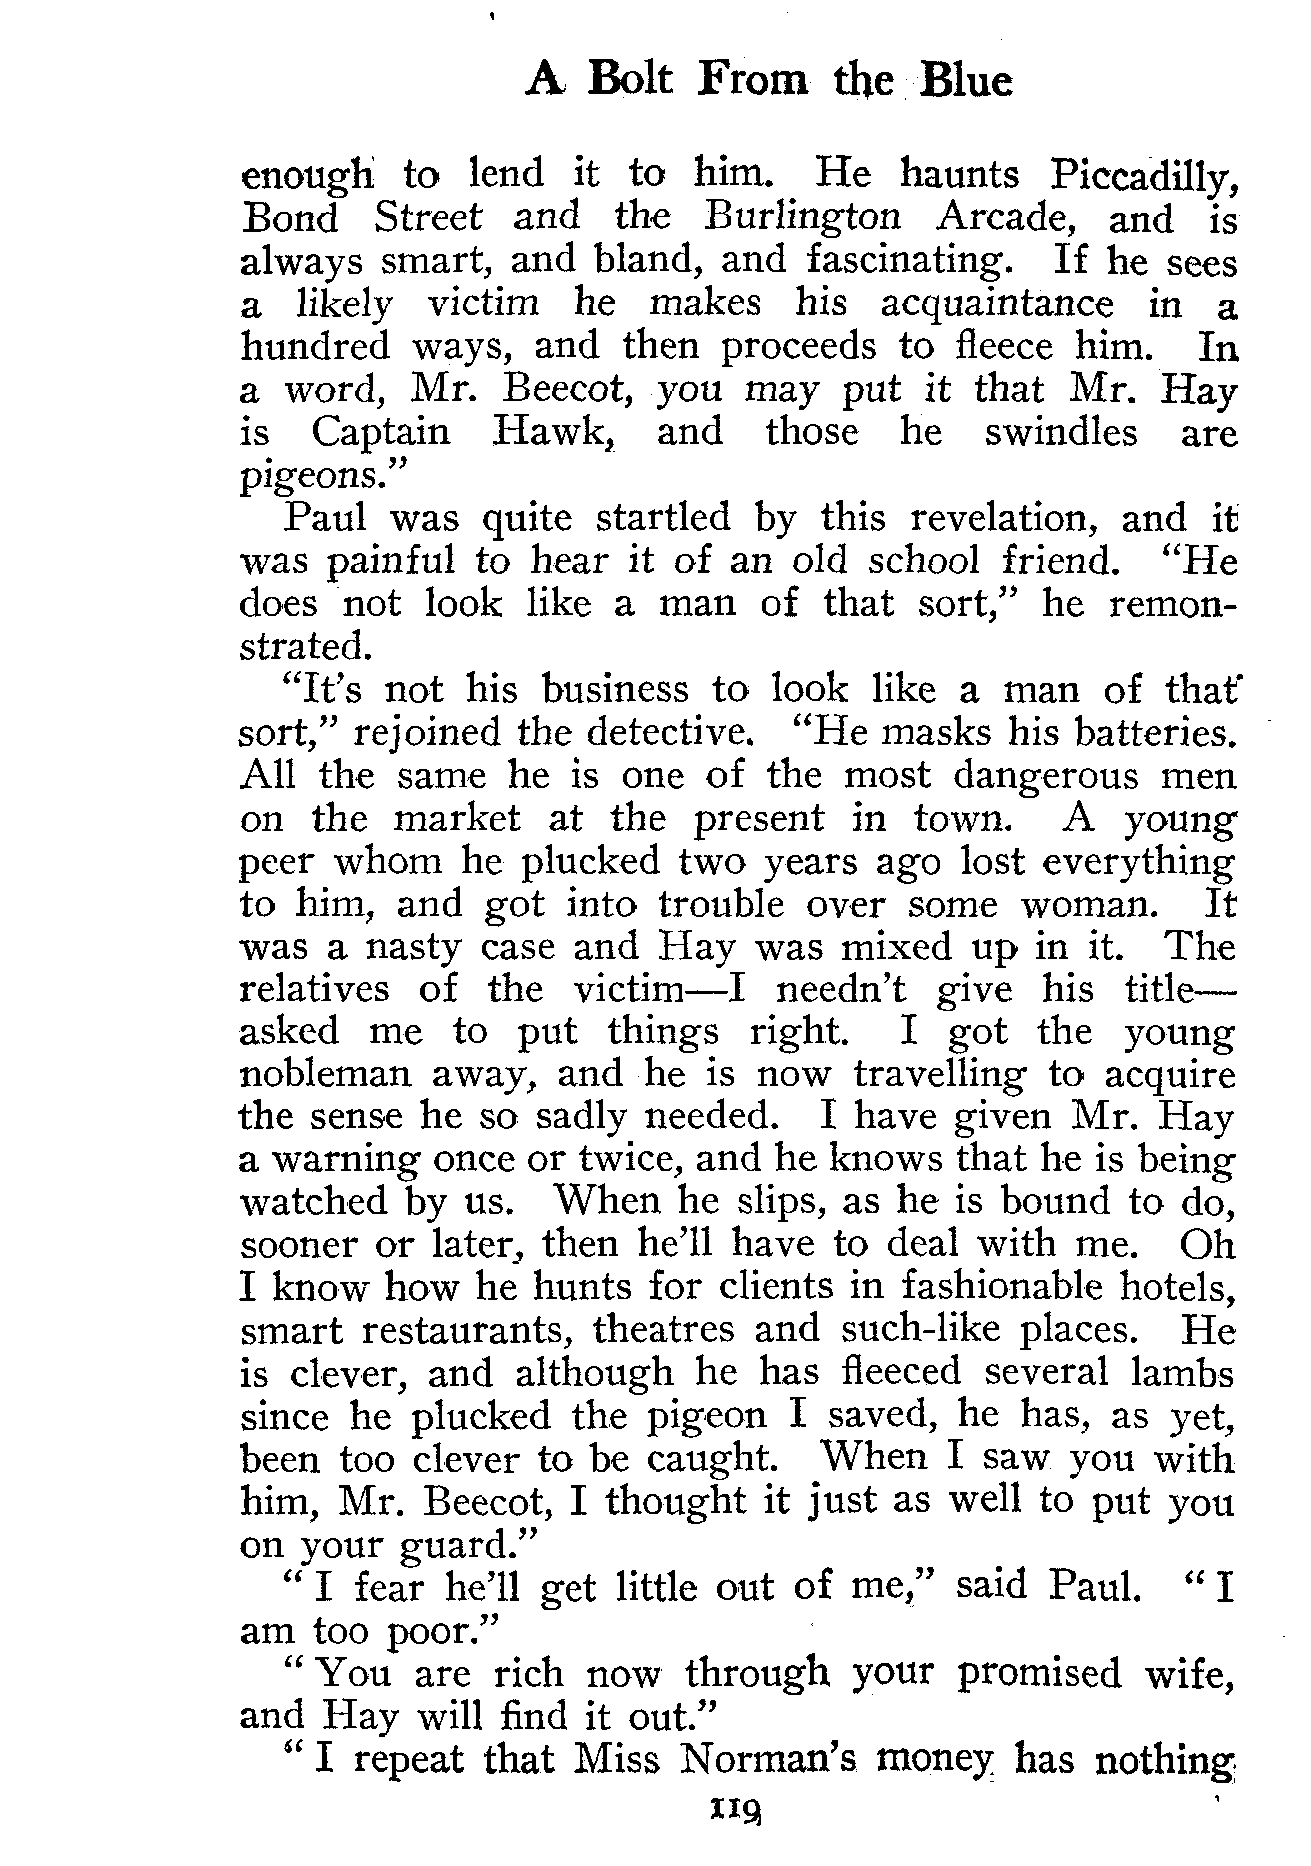 A Bolt From the Blue
enough to lend it to him. He haunts Piccadilly,
Bond Street and the Burlington Arcade, and is
always smart, and bland, and fascinating. If he sees
a likely victim he makes his acquaintance in a
hundred ways, and then proceeds to fleece him. In
a word, Mr. Beecot, you may put it that Mr. Hay
is Captain Hawk, and those he swindles are
pigeons.”
Paul was quite startled by this revelation, and it
was painful to hear it of an old school friend. “He
does not look like a man of that sort,” he remon-
strated.
“It’s not his business to look like a man of that
sort,” rejoined the detective. “He masks his batteries.
All the same he is one of the most dangerous men
on the market at the present in town. A young
peer whom he plucked two years ago lost everything
to him, and got into trouble over some woman. It
was a nasty case and Hay was mixed up in it. The
relatives of the victim—I needn’t give his title—
asked me to put things right. I got the young
nobleman away, and he is now travelling to acquire
the sense he so sadly needed. I have given Mr. Hay
a warning once or twice, and he knows that he is being
watched by us. When he slips, as he is bound to do,
sooner or later, then he’ll have to deal with me. Oh
I know how he hunts for clients in fashionable hotels,
smart restaurants, theatres and such-like places. He
is clever, and although he has fleeced several lambs
since he plucked the pigeon I saved, he has, as yet,
been too clever to be caught. When I saw you with
him, Mr. Beecot, I thought it just as well to put you
on your guard.”
“ I fear he’ll get little out of me,” said Paul. “ I
am too poor.”
“ You are rich now through your promised wife,
and Hay will find it out.”
“ I repeat that Miss Norman’s money has nothing
119